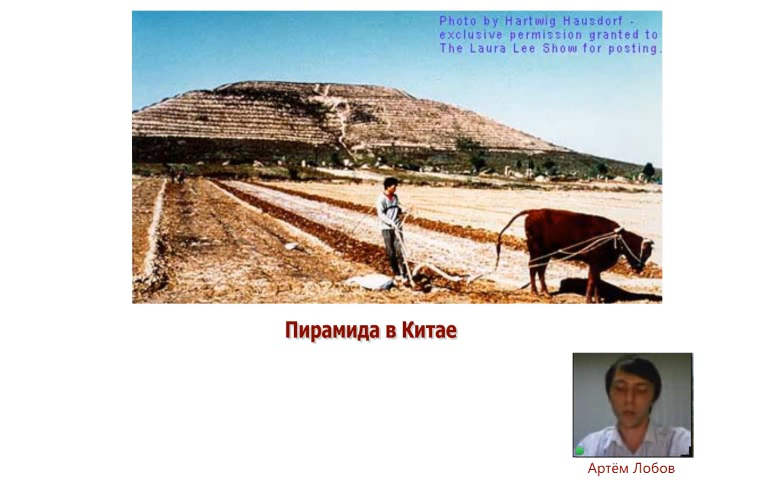 Photo by Hartwig Hausdorf -
exclusive permission granted to
The Laura Lee Show for posting.
Пирамида в Китае
Артём Лобов